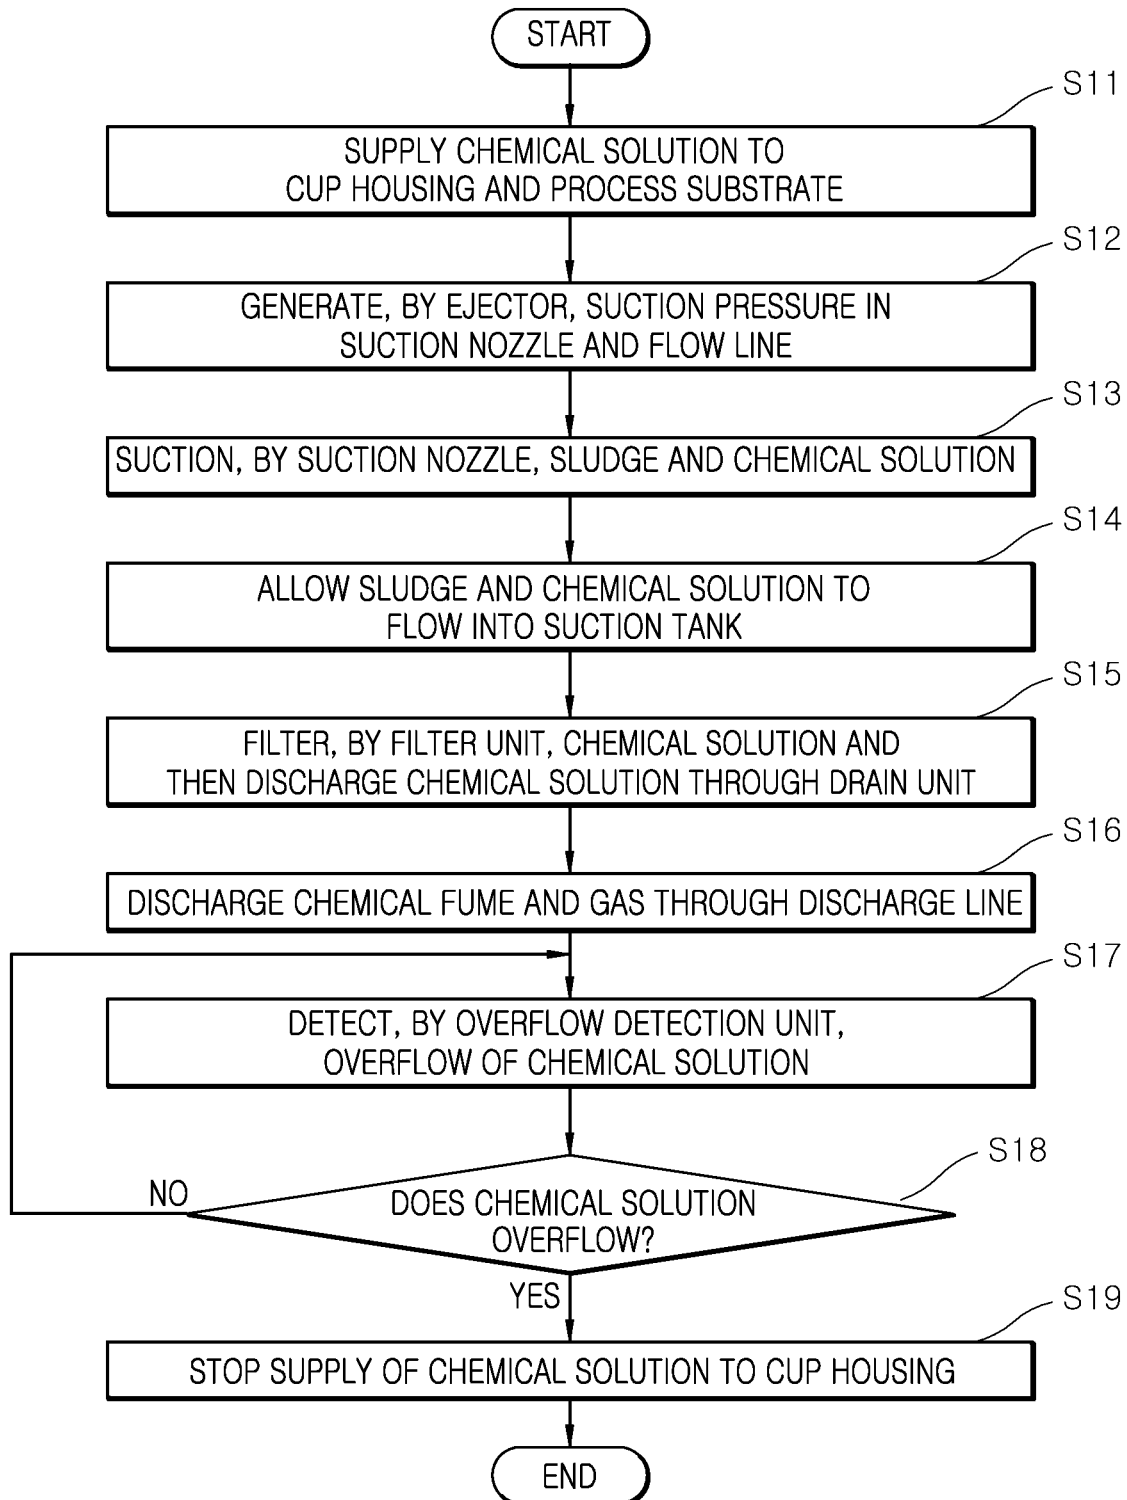 START
S11
SUPPLY CHEMICAL SOLUTION TO
CUP HOUSING AND PROCESS SUBSTRATE
S12
GENERATE, BY EJECTOR, SUCTION PRESSURE IN
SUCTION NOZZLE AND FLOW LINE
S13
SUCTION, BY SUCTION NOZZLE, SLUDGE AND CHEMICAL SOLUTION
S14
ALLOW SLUDGE AND CHEMICAL SOLUTION TO
FLOW INTO SUCTION TANK
S15
FILTER, BY FILTER UNIT, CHEMICAL SOLUTION AND
THEN DISCHARGE CHEMICAL SOLUTION THROUGH DRAIN UNIT
S16
DISCHARGE CHEMICAL FUME AND GAS THROUGH DISCHARGE LINE
S17
DETECT, BY OVERFLOW DETECTION UNIT,
OVERFLOW OF CHEMICAL SOLUTION
S18
NO
DOES CHEMICAL SOLUTION
OVERFLOW?
YES
S19
STOP SUPPLY OF CHEMICAL SOLUTION TO CUP HOUSING
END